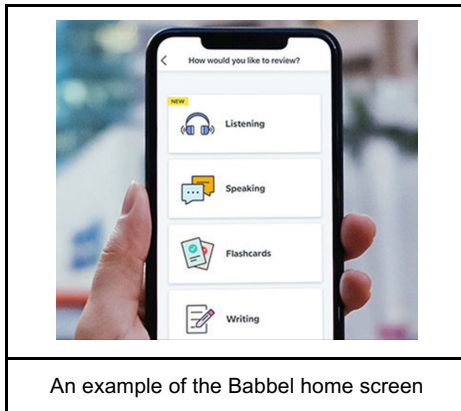 How would you like to review?
NEW
Listening
Speaking
Flashcards
Writing
An example of the Babbel home screen